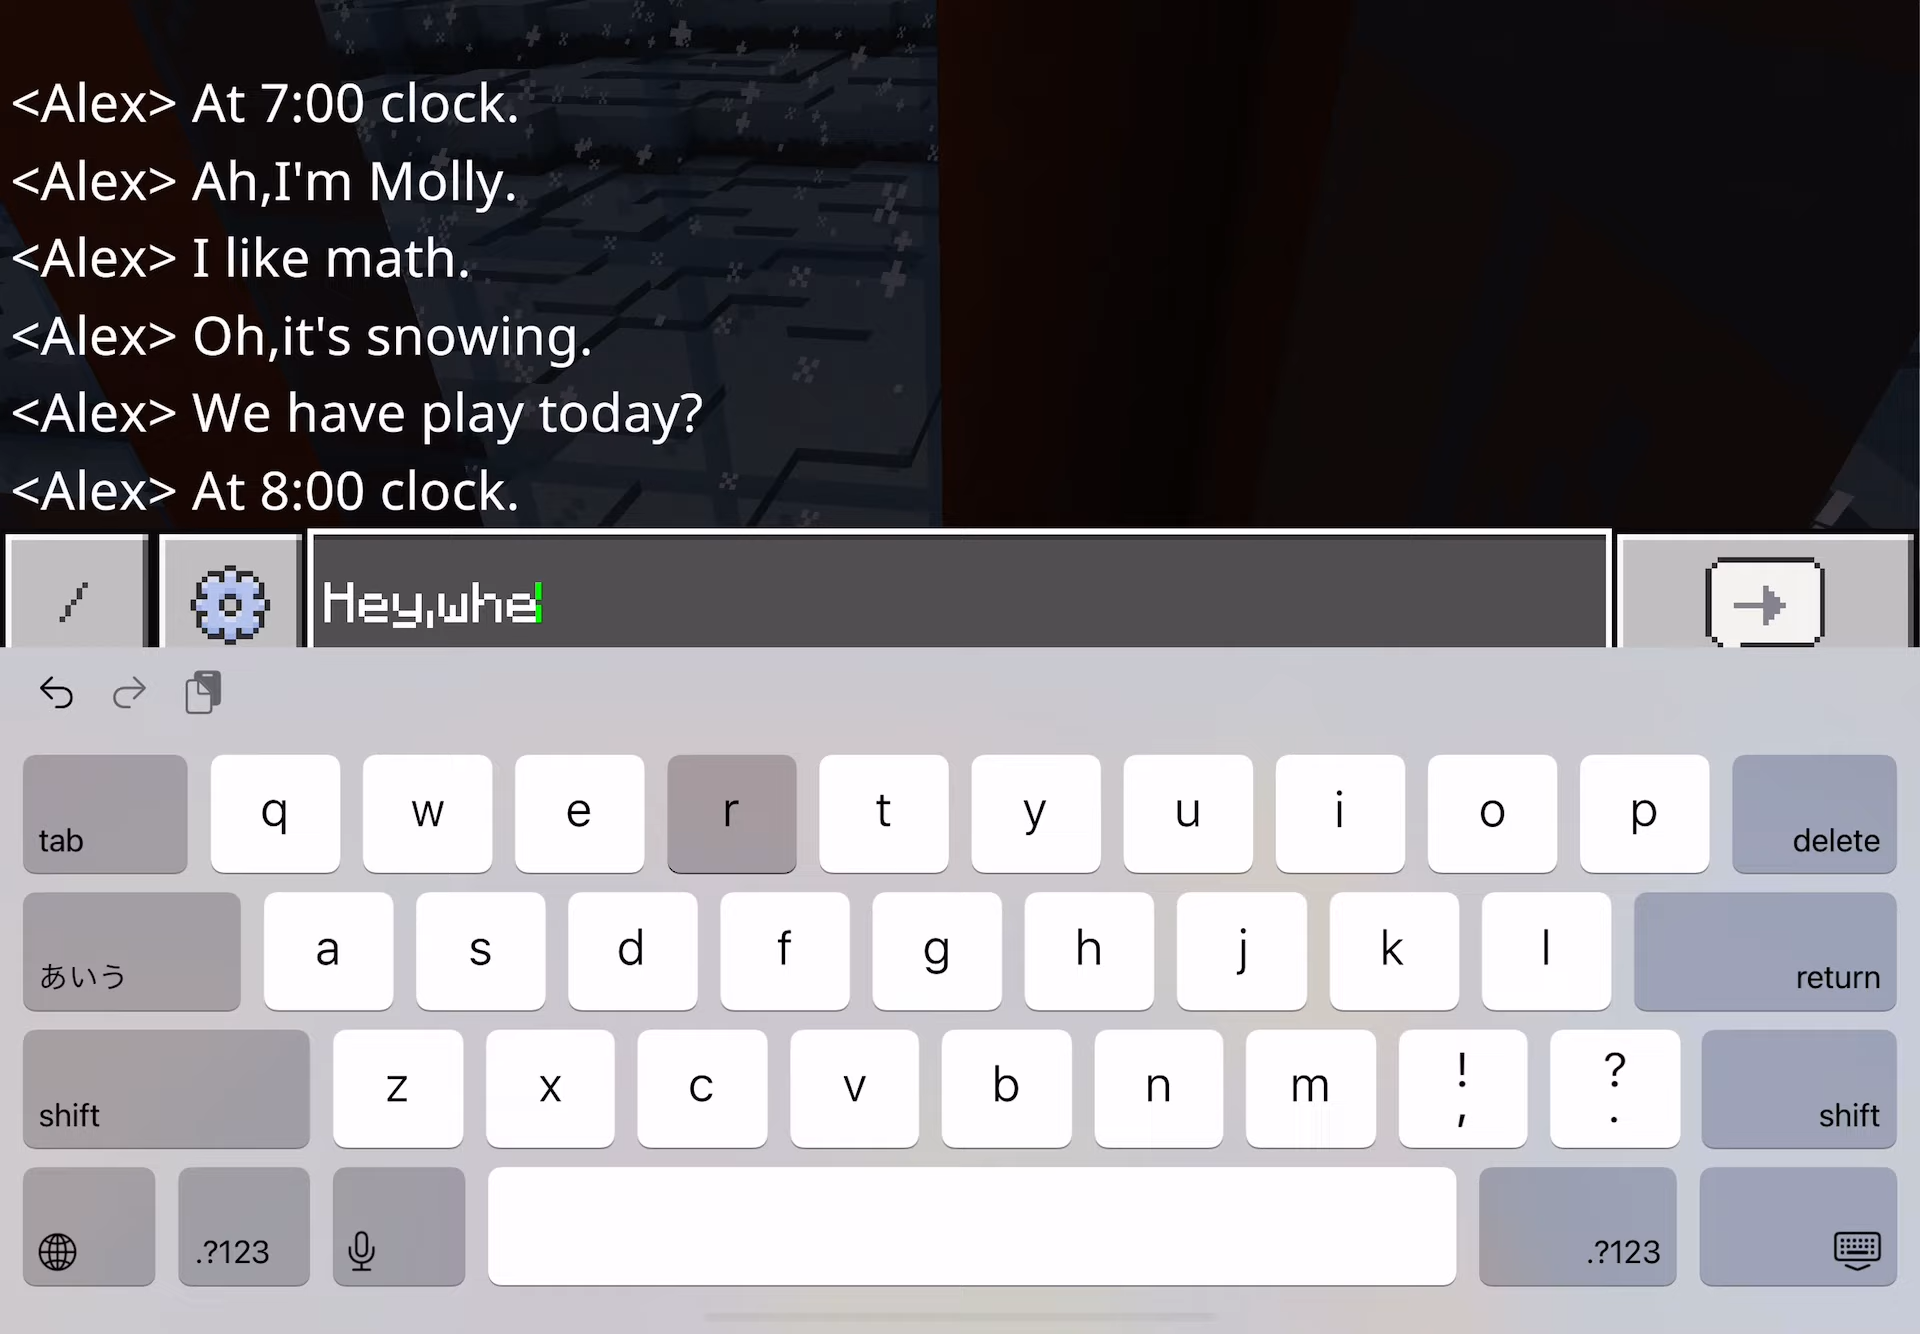 <Alex> At 7:00 clock.
<Alex> Ah,I'm Molly.
<Alex> I like math.
<Alex> Oh,it's snowing.
<Alex> We have play today?
<Alex> At 8:00 clock.
/
Hey,whe
tab q w e r t y u i o p delete
あいう a s d f g h j k l return
shift z x c v b n m ! , ? . shift
.?123 .?123